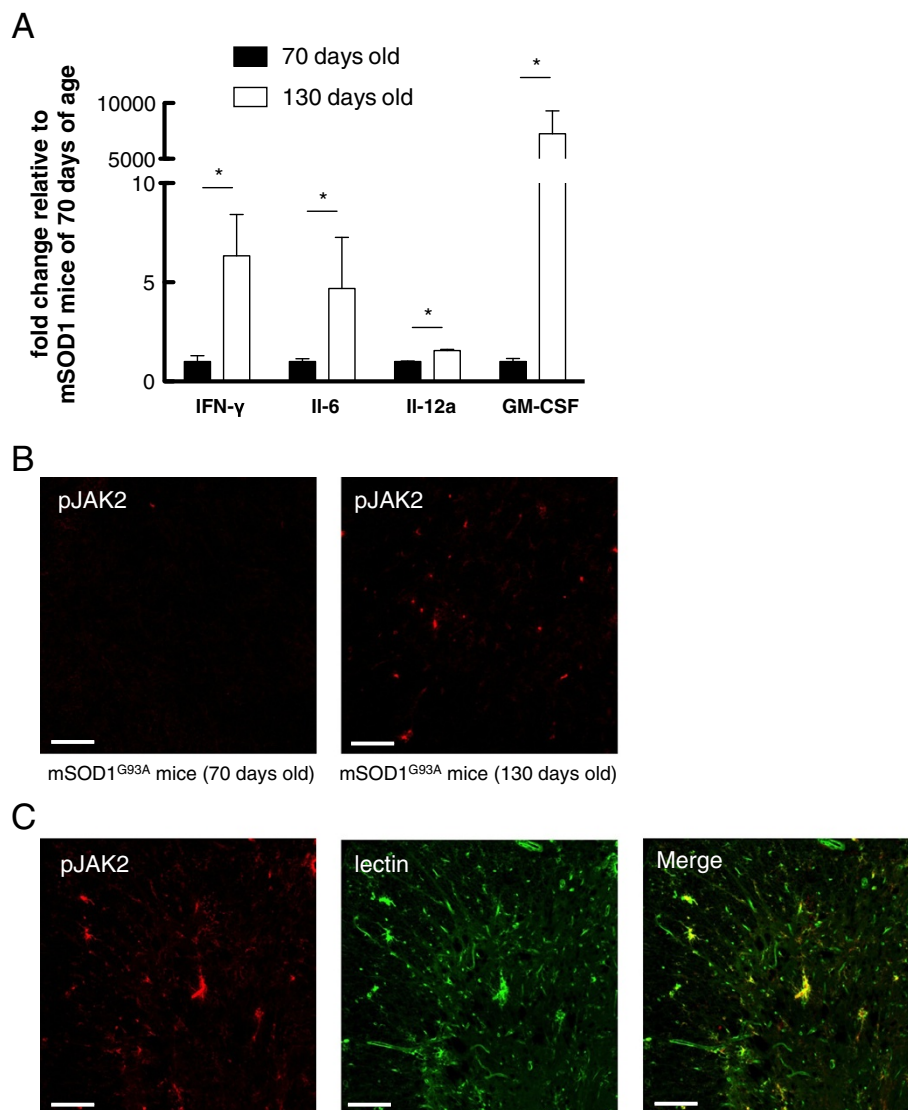 A
70 days old
130 days old
fold change relative to
mSOD1 mice of 70 days of age
10000
5000
10
5
0
*
*
*
*
IFN-γ
Il-6
Il-12a
GM-CSF
B
pJAK2
pJAK2
mSOD1G93A mice (70 days old)
mSOD1G93A mice (130 days old)
C
pJAK2
lectin
Merge